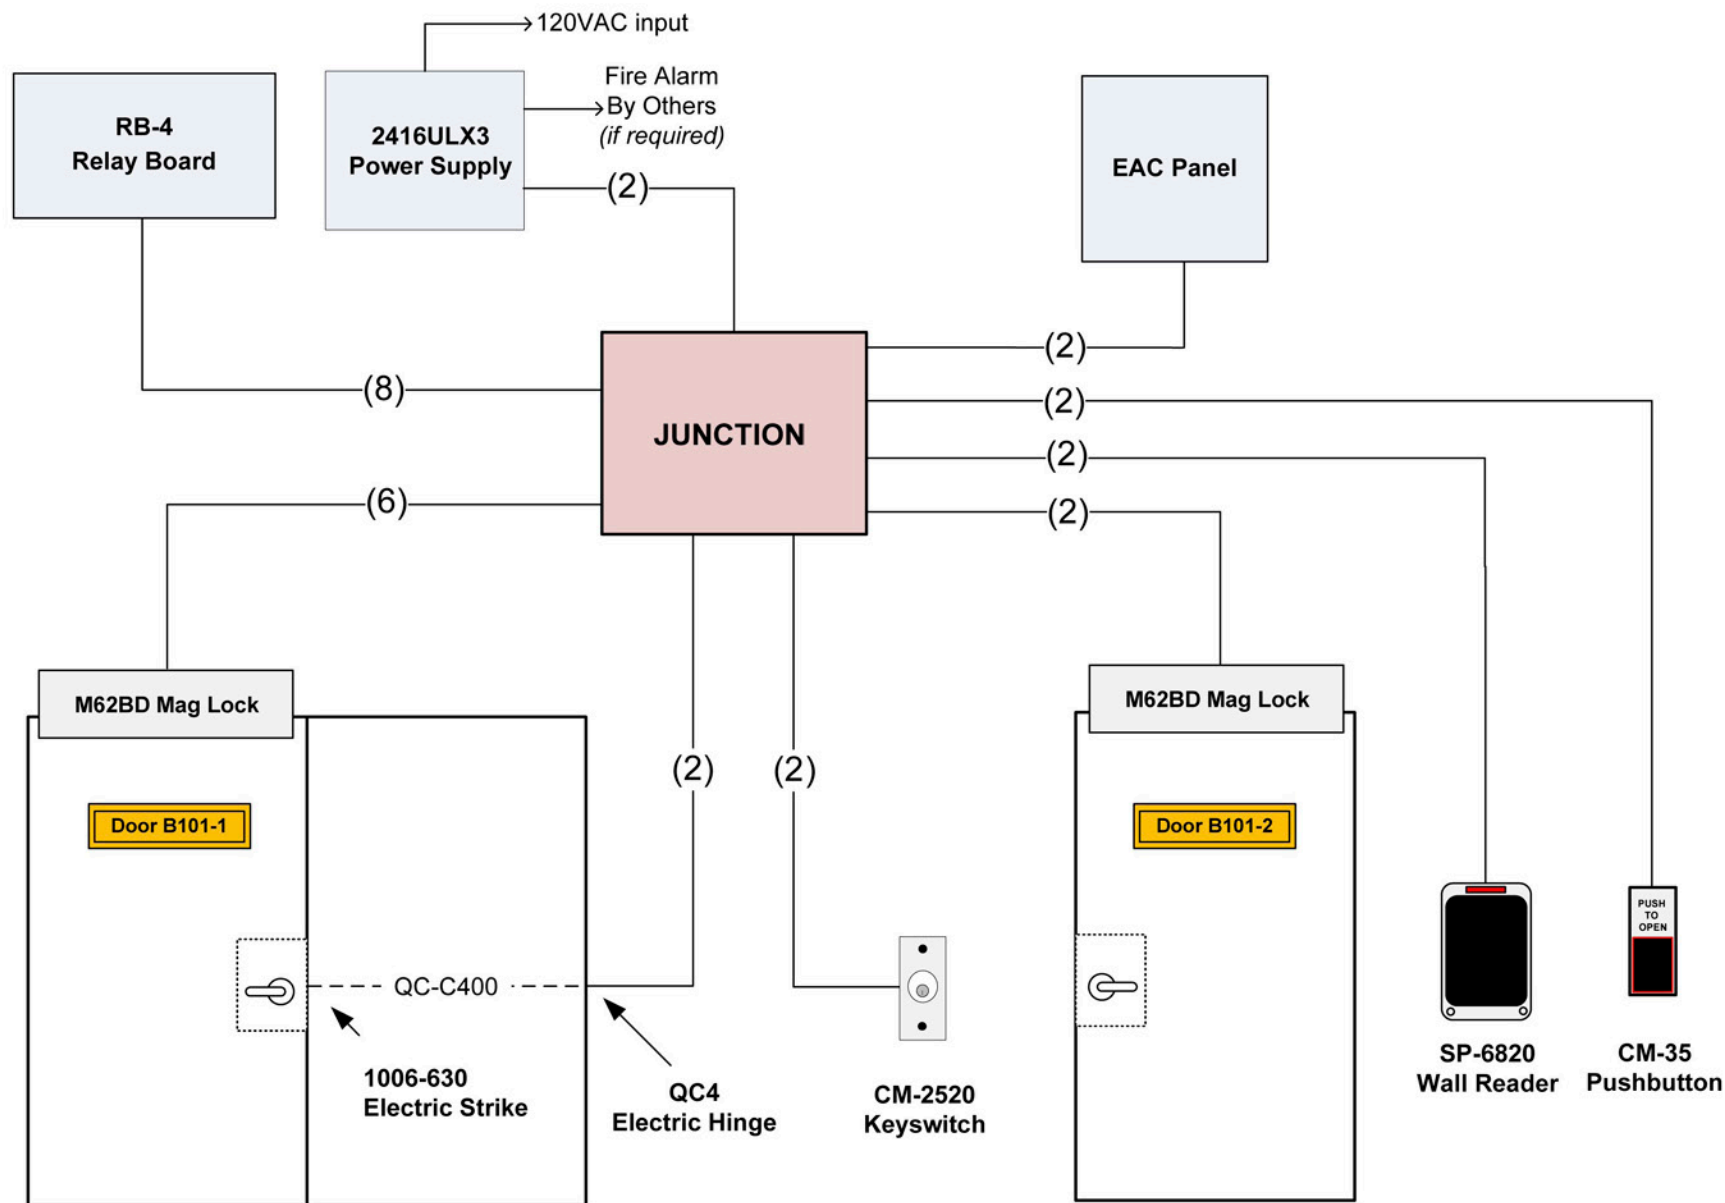 120VAC input
Fire Alarm
By Others
(if required)
RB-4
Relay Board
2416ULX3
Power Supply
EAC Panel
(2)
(2)
(8)
(2)
JUNCTION
(2)
(6)
(2)
M62BD Mag Lock
M62BD Mag Lock
(2)
(2)
Door B101-1
Door B101-2
PUSH
TO
OPEN
QC-C400
1006-630
Electric Strike
QC4
Electric Hinge
CM-2520
Keyswitch
SP-6820
Wall Reader
CM-35
Pushbutton